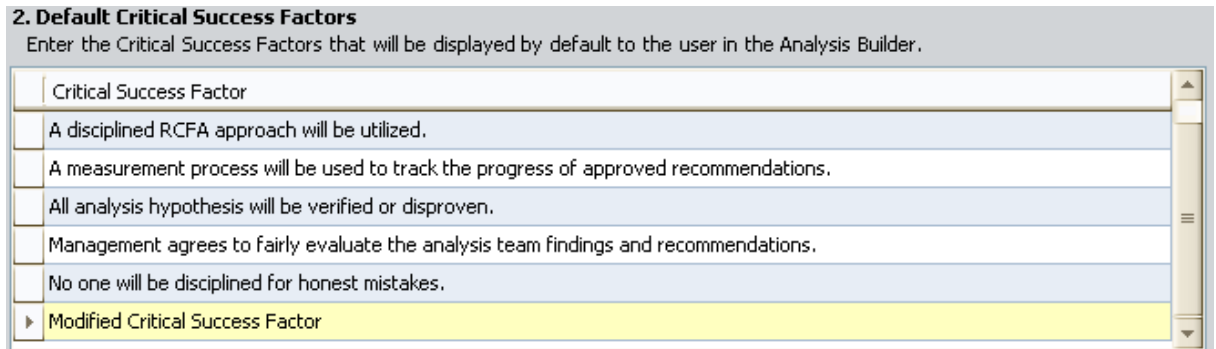 2. Default Critical Success Factors
Enter the Critical Success Factors that will be displayed by default to the user in the Analysis Builder.
Critical Success Factor
A disciplined RCFA approach will be utilized.
A measurement process will be used to track the progress of approved recommendations.
All analysis hypothesis will be verified or disproven.
Management agrees to fairly evaluate the analysis team findings and recommendations.
No one will be disciplined for honest mistakes.
Modified Critical Success Factor